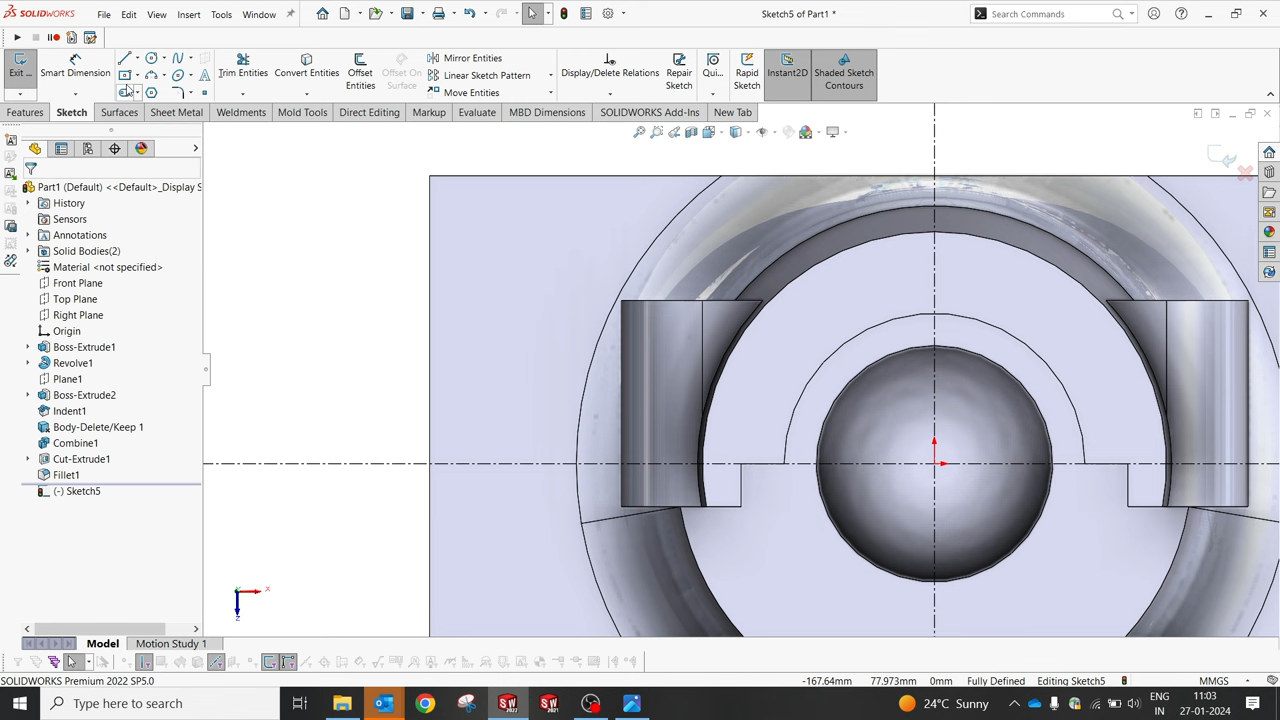 SOLIDWORKS
File
Edit
View
Insert
Tools
Window
Sketch5 of Part1 *
Search Commands
Exit ...
Smart Dimension
Trim Entities
Convert Entities
Offset Entities
Offset On Surface
Mirror Entities
Linear Sketch Pattern
Move Entities
Display/Delete Relations
Repair Sketch
Qui...
Rapid Sketch
Instant2D
Shaded Sketch Contours
Features
Sketch
Surfaces
Sheet Metal
Weldments
Mold Tools
Direct Editing
Markup
Evaluate
MBD Dimensions
SOLIDWORKS Add-Ins
New Tab
Part1 (Default) <<Default>_Display S
History
Sensors
Annotations
Solid Bodies(2)
Material <not specified>
Front Plane
Top Plane
Right Plane
Origin
Boss-Extrude1
Revolve1
Plane1
Boss-Extrude2
Indent1
Body-Delete/Keep 1
Combine1
Cut-Extrude1
Fillet1
(-) Sketch5
X
Z
Model
Motion Study 1
SOLIDWORKS Premium 2022 SP5.0
-167.64mm
77.973mm
0mm
Fully Defined
Editing Sketch5
MMGS
Type here to search
SW
2022
SW
2021
24°C Sunny
ENG
IN
11:03
27-01-2024